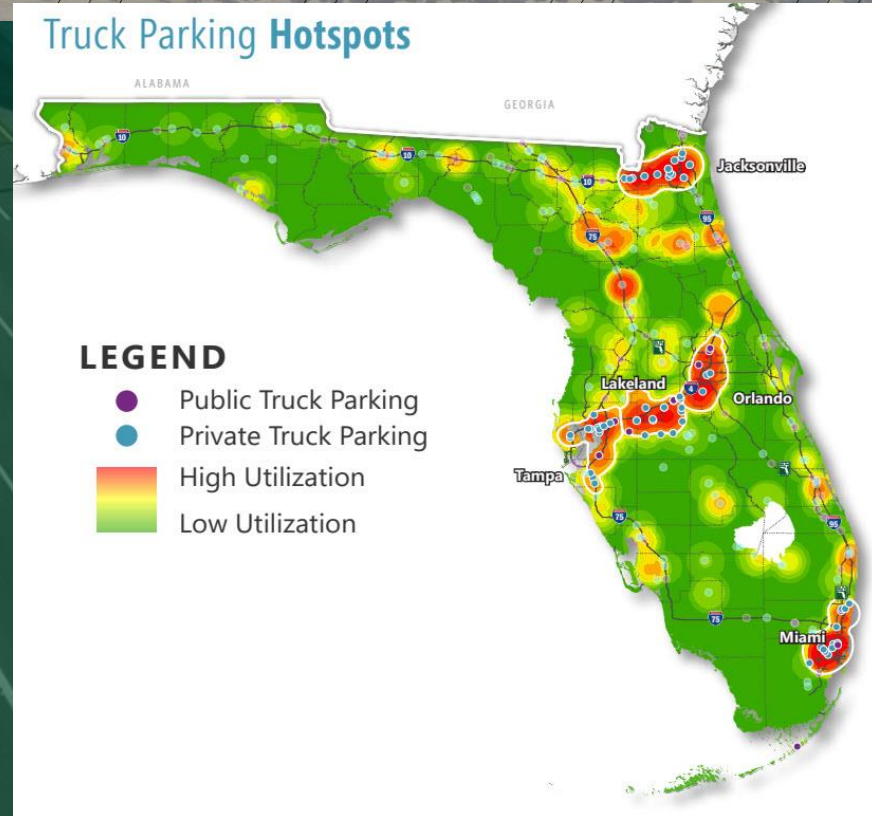 Truck Parking Hotspots
ALABAMA
GEORGIA
10
10
10
Jacksonville
95
75
LEGEND
Public Truck Parking
Private Truck Parking
High Utilization
Low Utilization
Lakeland
4
Orlando
Tampa
75
95
75
Miami